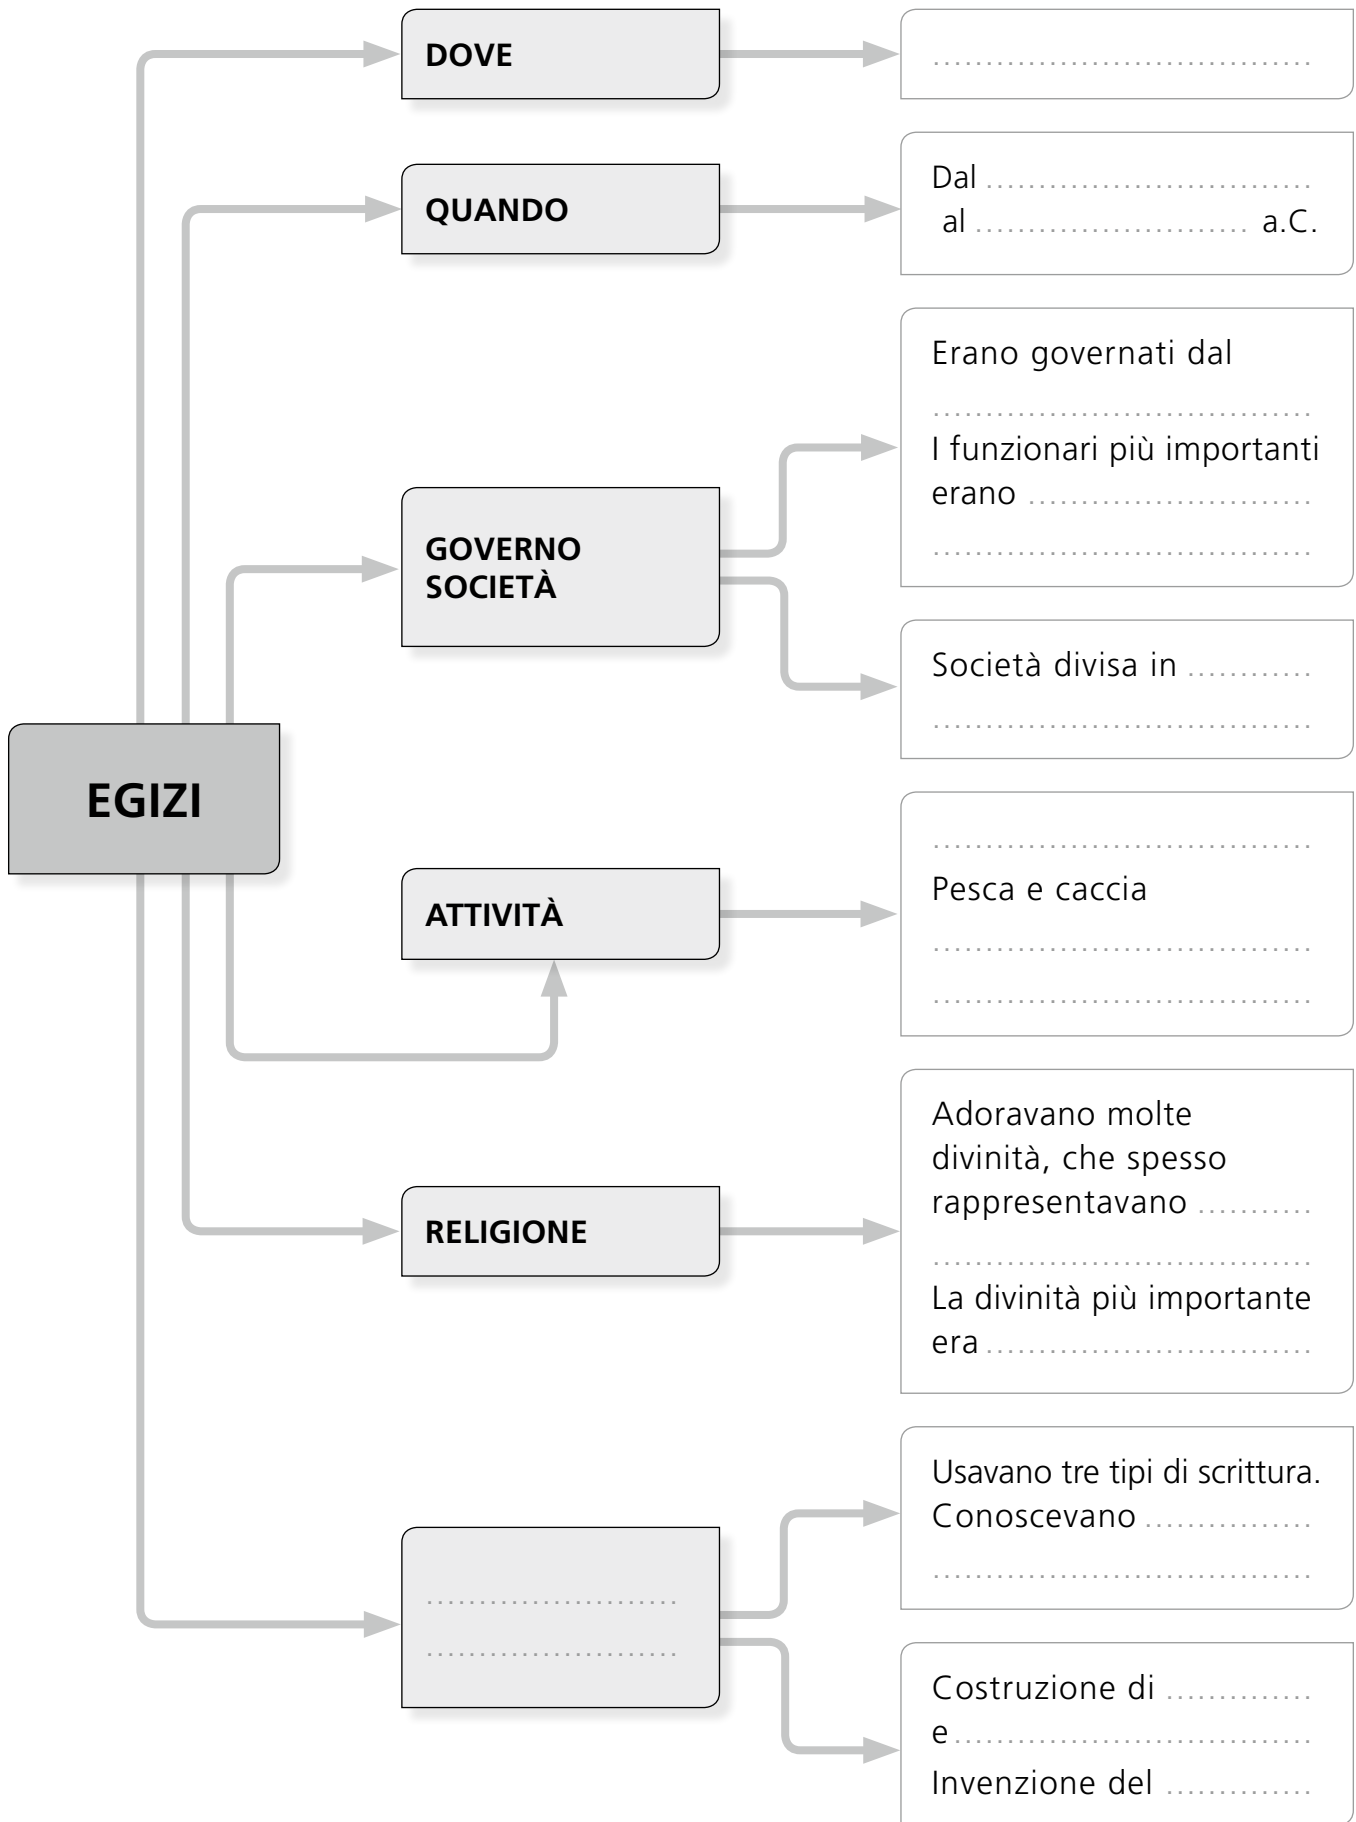 DOVE
..................................
QUANDO
Dal ..............................
al .......................... a.C.
Erano governati dal
..................................
I funzionari più importanti
erano ..........................
..................................
GOVERNO
SOCIETÀ
Società divisa in ............
..................................
EGIZI
ATTIVITÀ
..................................
Pesca e caccia
..................................
..................................
RELIGIONE
Adoravano molte
divinità, che spesso
rappresentavano ...........
..................................
La divinità più importante
era ..............................
........................
........................
Usavano tre tipi di scrittura.
Conoscevano ................
..................................
Costruzione di ..............
e ..................................
Invenzione del ..............